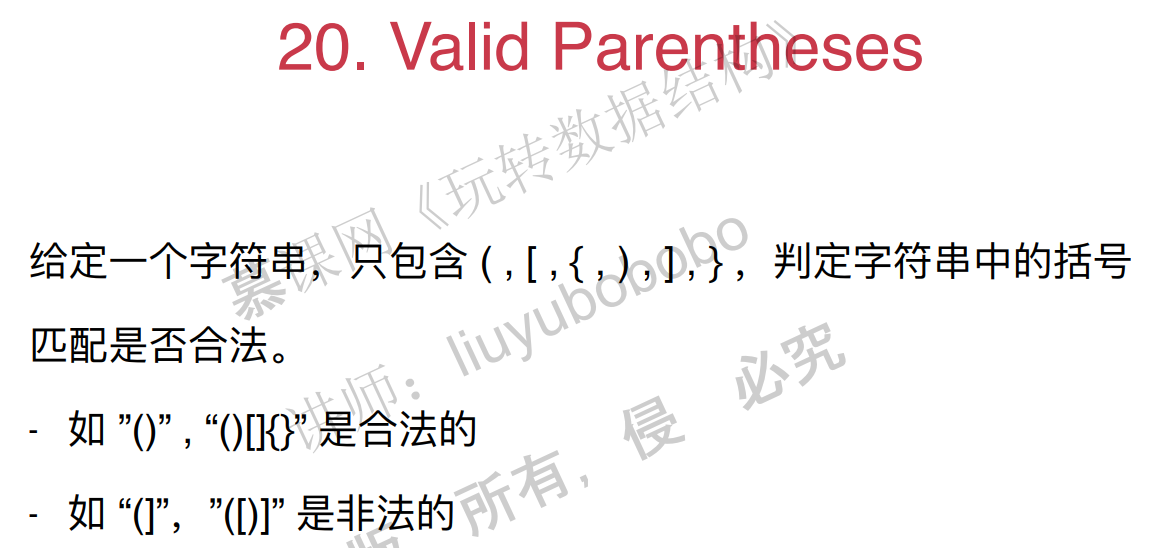 20. Valid Parentheses
给定一个字符串，只包含 ( , [ , { , ) , ] , } ，判定字符串中的括号
匹配是否合法。
- 如 ”()” , “()[]{}” 是合法的
- 如 “(]”，”([)]” 是非法的
慕课网《玩转数据结构》
讲师：liuyubobobo
版 所有，侵 必究